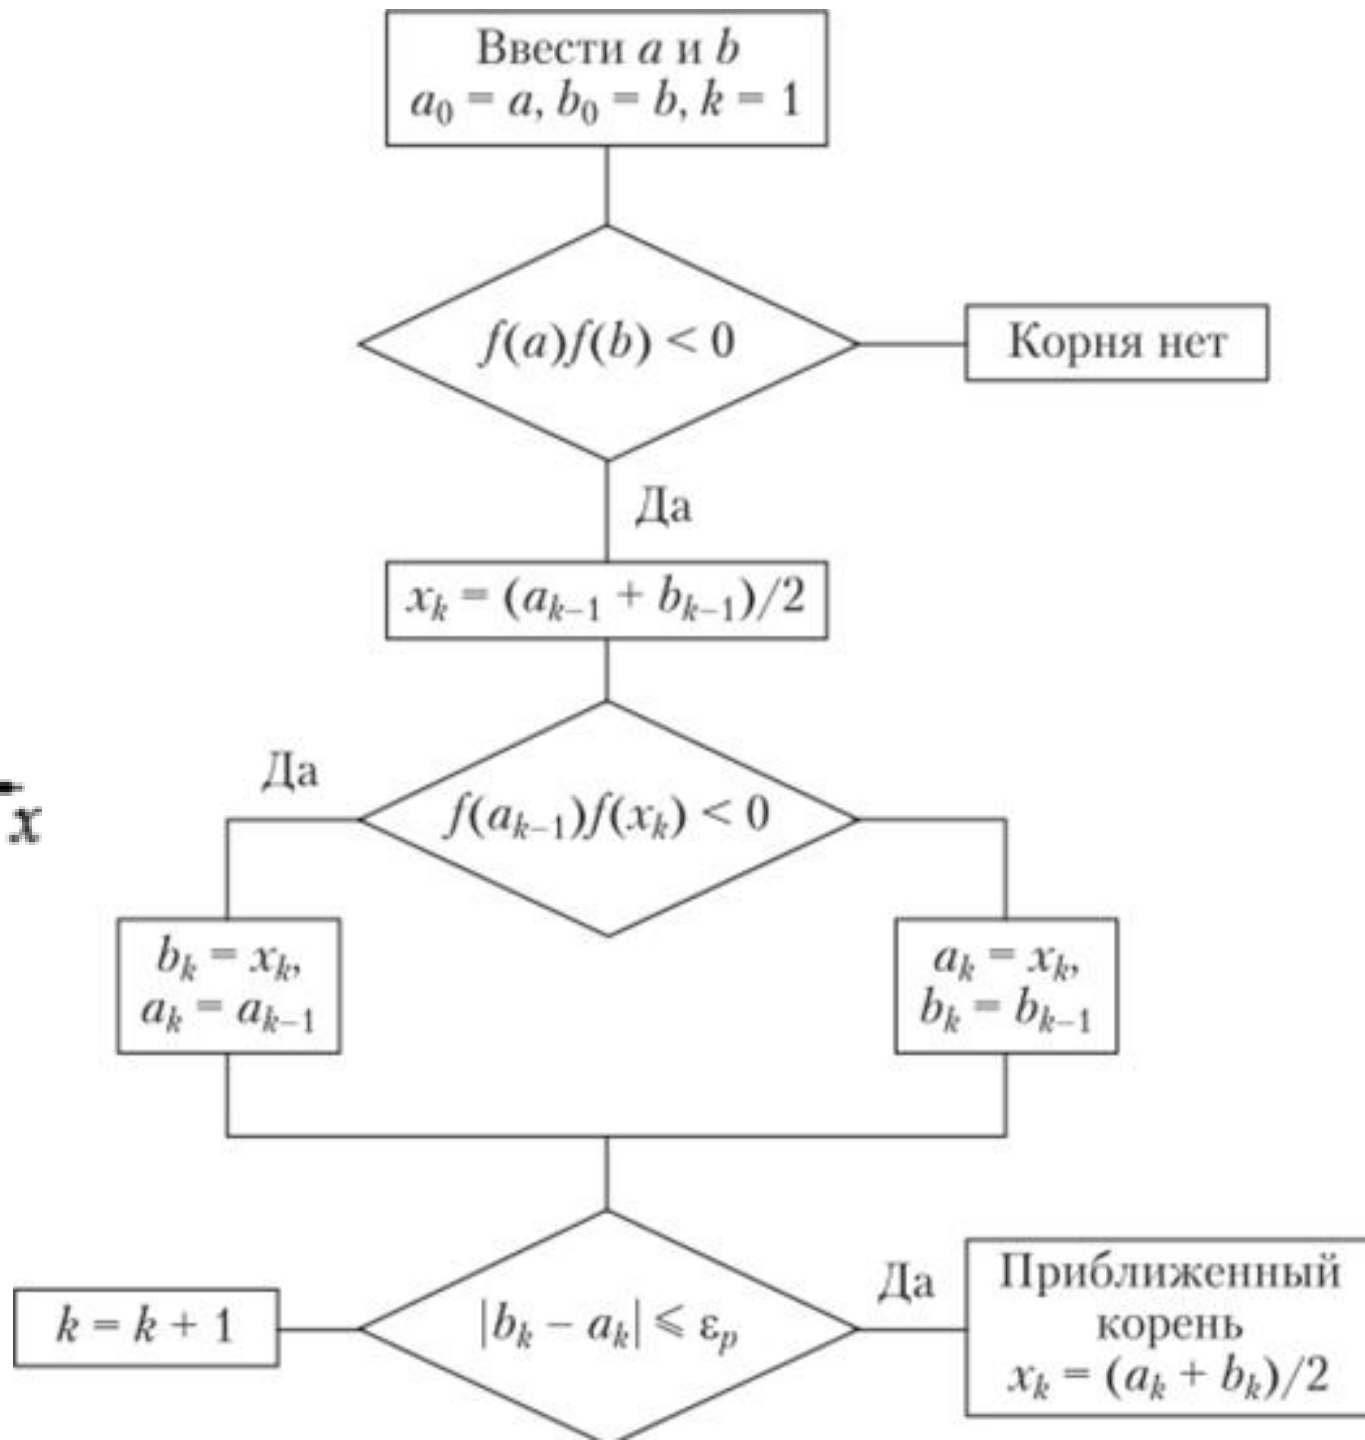 Ввести a и b
a₀ = a, b₀ = b, k = 1
f(a)f(b) < 0
Корня нет
Да
xₖ = (aₖ₋₁ + bₖ₋₁)/2
Да
f(aₖ₋₁)f(xₖ) < 0
x
bₖ = xₖ,
aₖ = aₖ₋₁
aₖ = xₖ,
bₖ = bₖ₋₁
k = k + 1
|bₖ − aₖ| ⩽ εₚ
Да
Приближенный
корень
xₖ = (aₖ + bₖ)/2